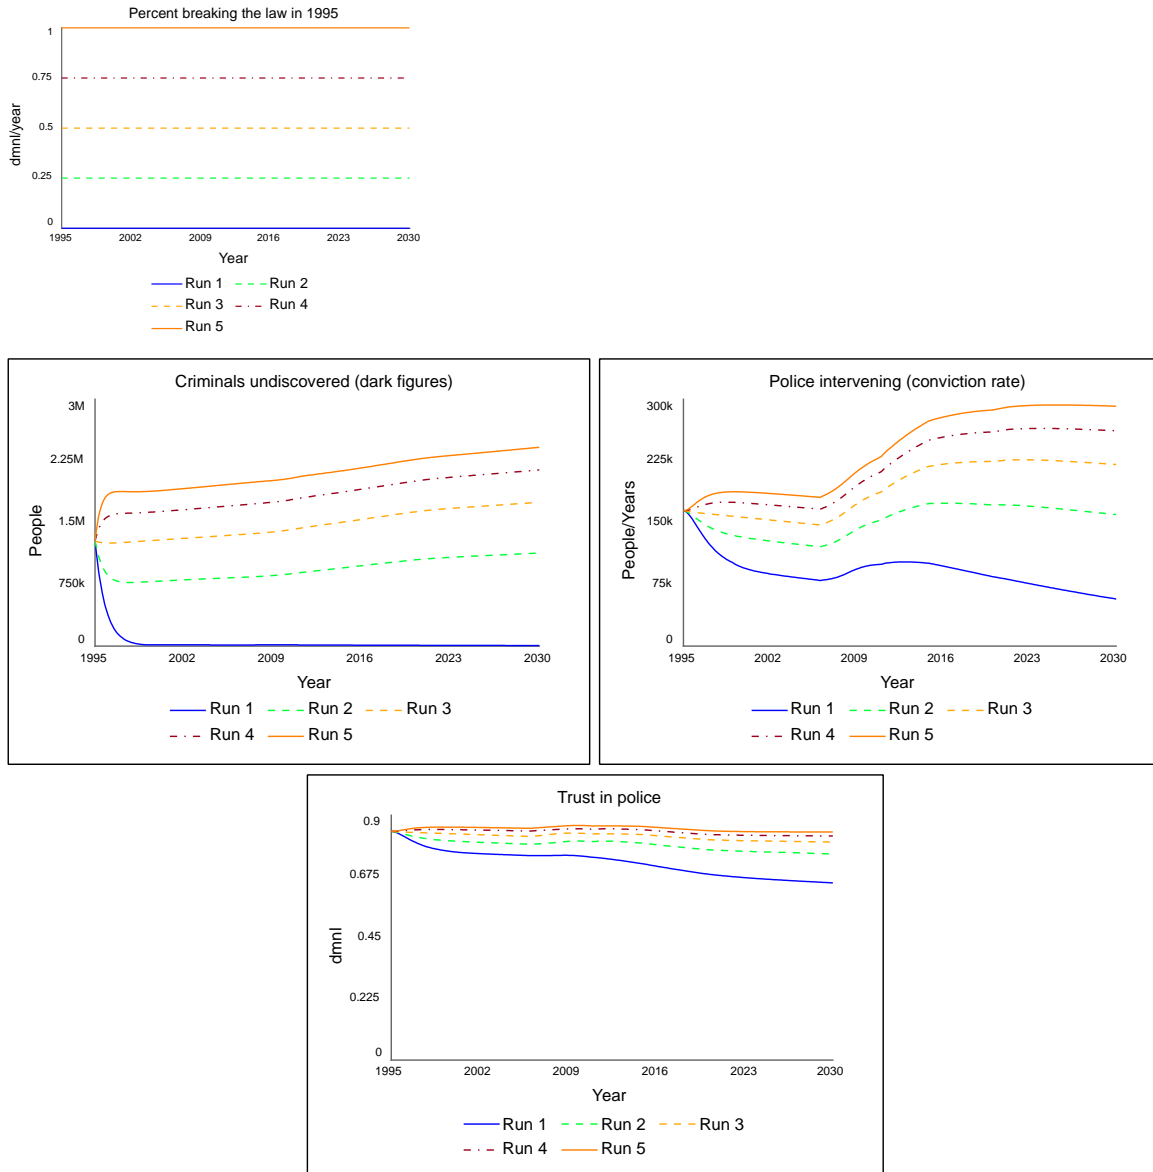 Percent breaking the law in 1995
1
0.75
0.5
0.25
0
dmnl/year
1995 2002 2009 2016 2023 2030
Year
Run 1 Run 2
Run 3 Run 4
Run 5
Criminals undiscovered (dark figures)
3M
2.25M
1.5M
750k
0
People
1995 2002 2009 2016 2023 2030
Year
Run 1 Run 2 Run 3
Run 4 Run 5
Police intervening (conviction rate)
300k
225k
150k
75k
0
People/Years
1995 2002 2009 2016 2023 2030
Year
Run 1 Run 2 Run 3
Run 4 Run 5
Trust in police
0.9
0.675
0.45
0.225
0
dmnl
1995 2002 2009 2016 2023 2030
Year
Run 1 Run 2 Run 3
Run 4 Run 5